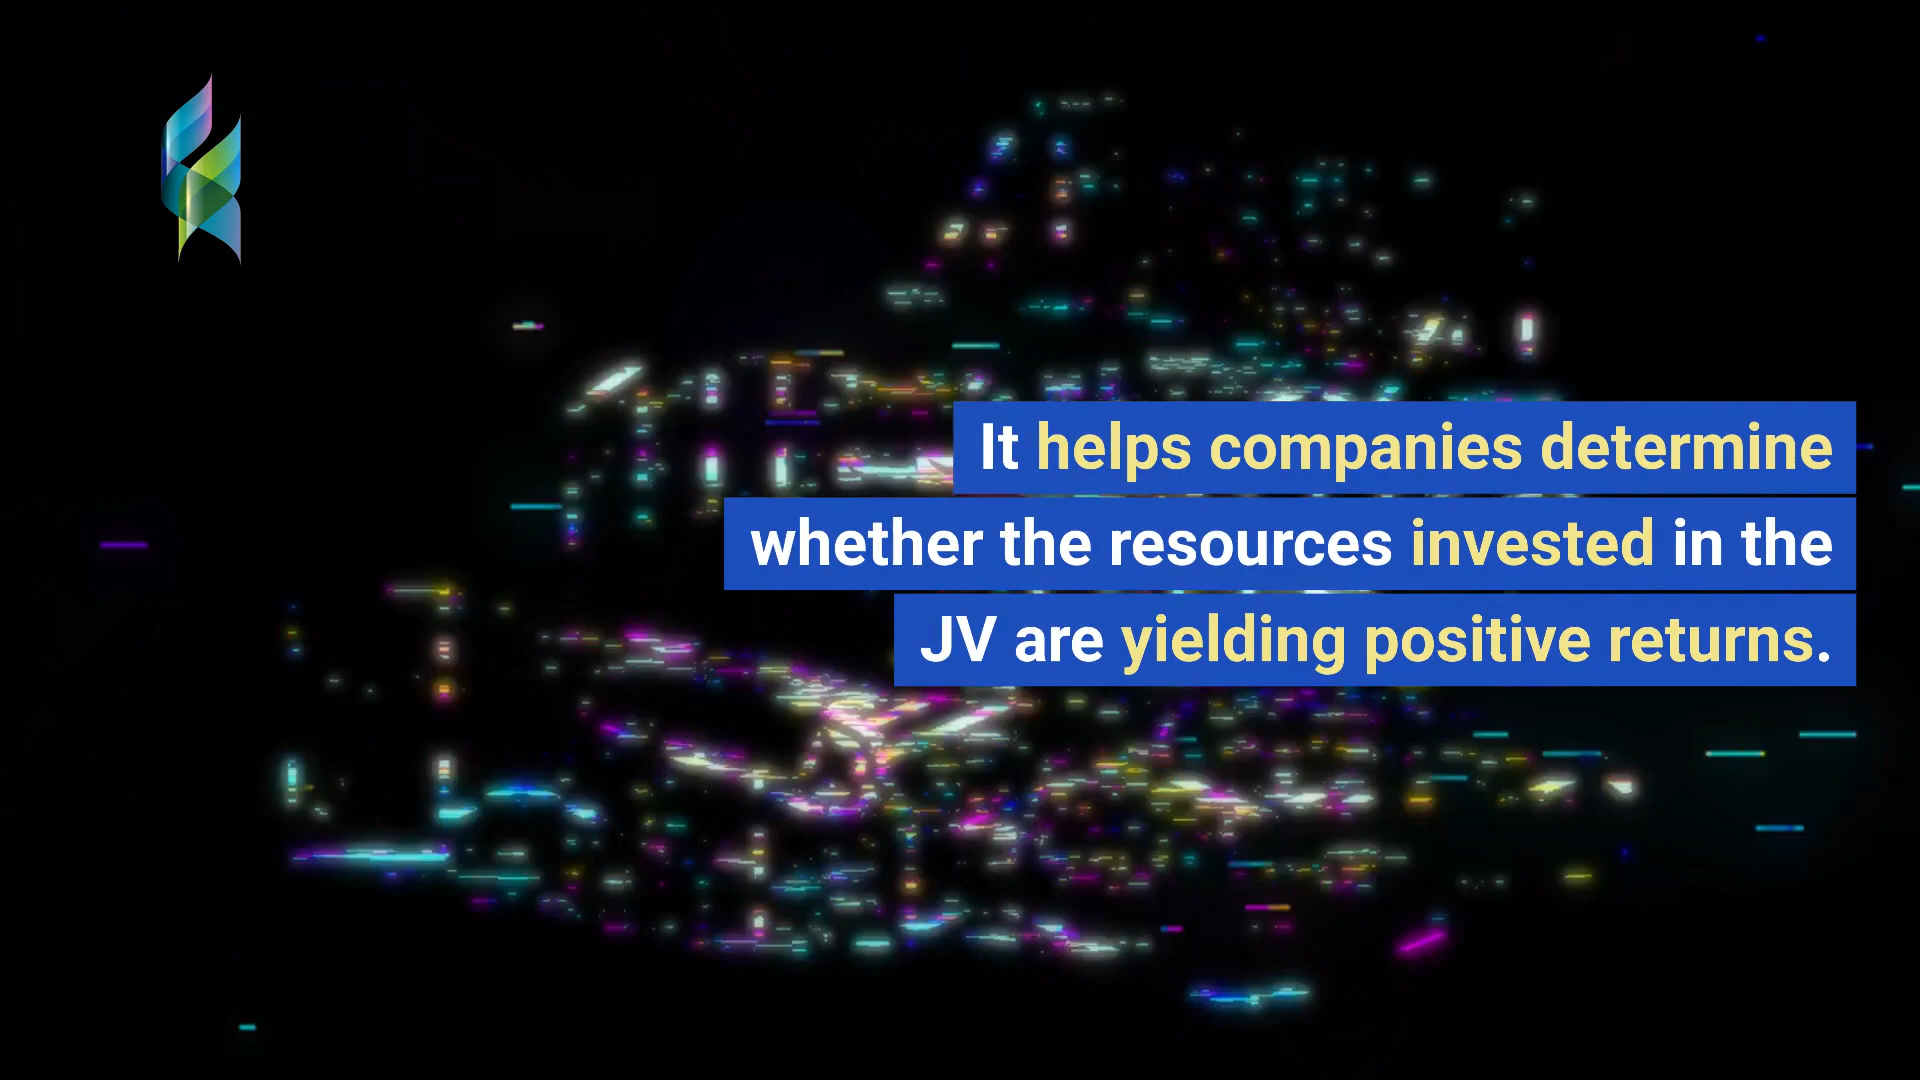 It helps companies determine
whether the resources invested in the
JV are yielding positive returns.